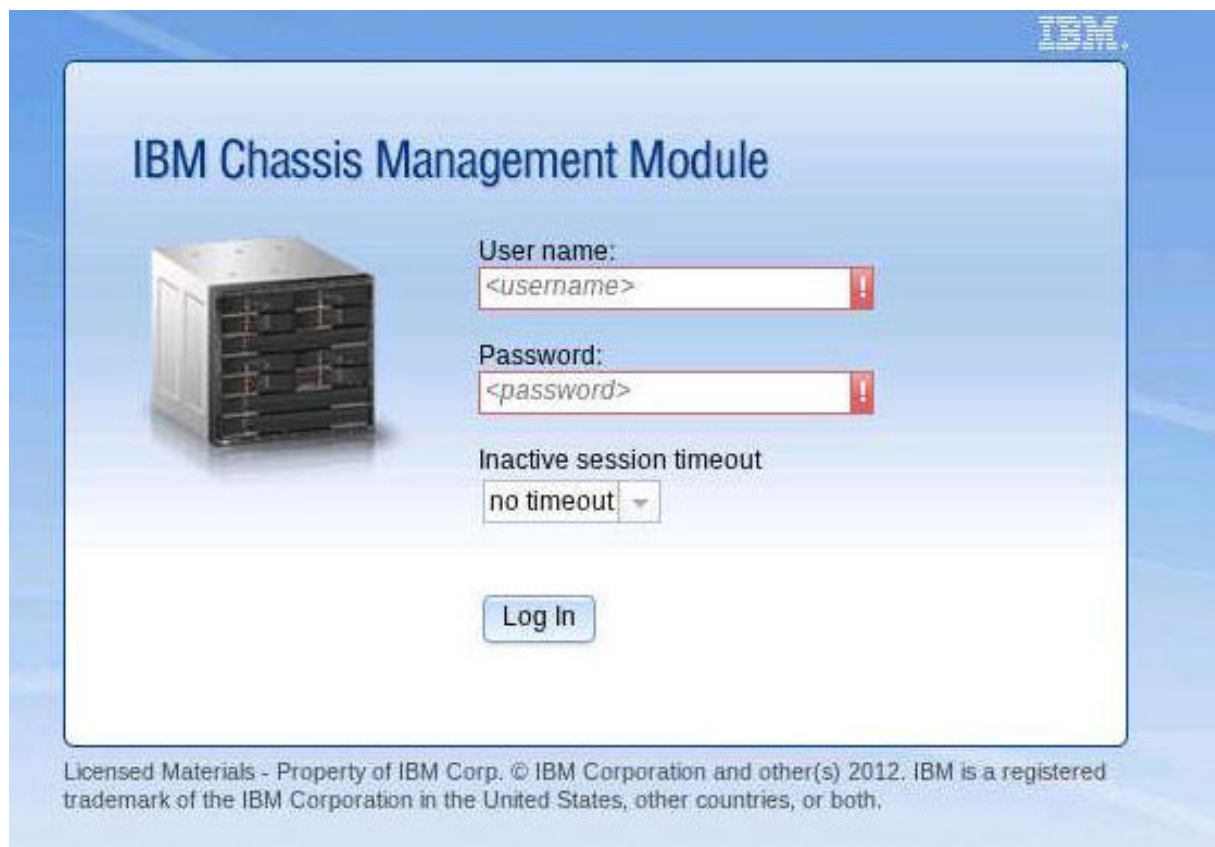 IBM.
IBM Chassis Management Module
User name:
<username>
!
Password:
<password>
!
Inactive session timeout
no timeout
Log In
Licensed Materials - Property of IBM Corp. © IBM Corporation and other(s) 2012. IBM is a registered
trademark of the IBM Corporation in the United States, other countries, or both.